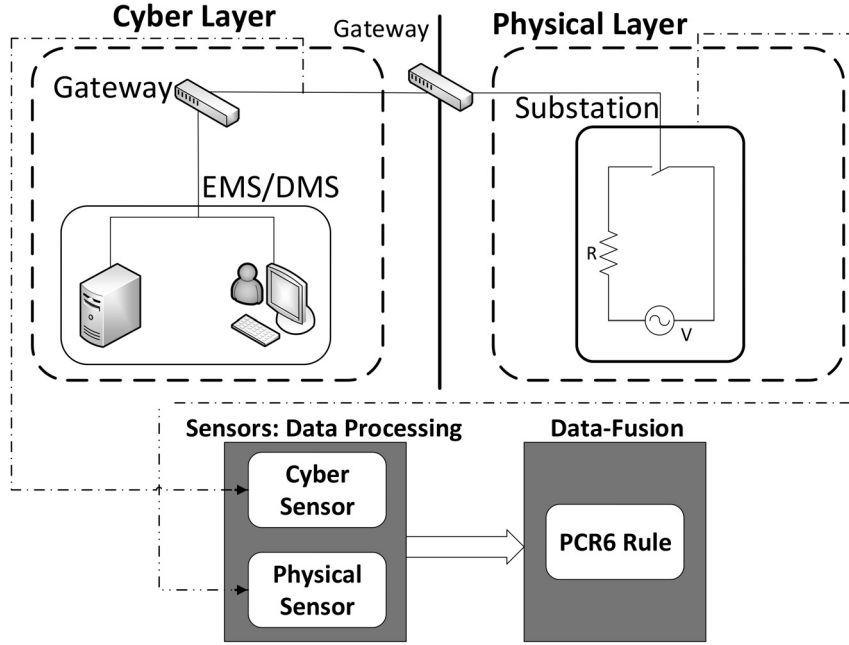 Cyber Layer
Gateway
Physical Layer
Gateway
Substation
EMS/DMS
R
V
Sensors: Data Processing
Data-Fusion
Cyber
Sensor
PCR6 Rule
Physical
Sensor